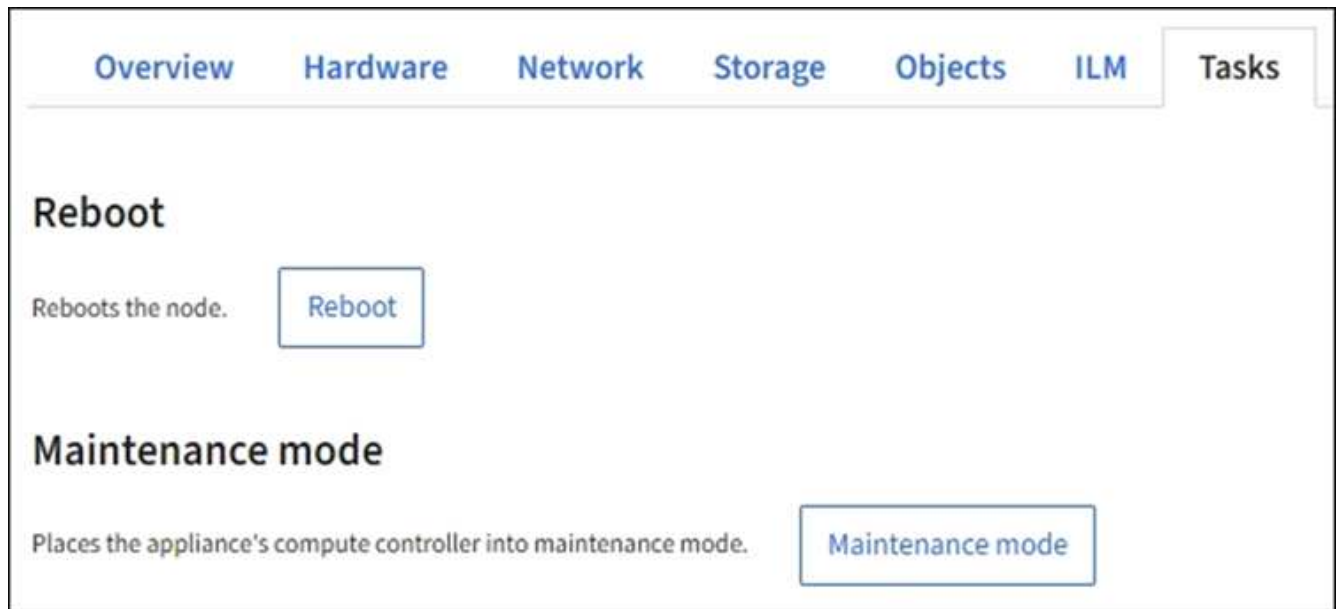 Overview Hardware Network Storage Objects ILM Tasks
Reboot
Reboots the node. Reboot
Maintenance mode
Places the appliance's compute controller into maintenance mode. Maintenance mode